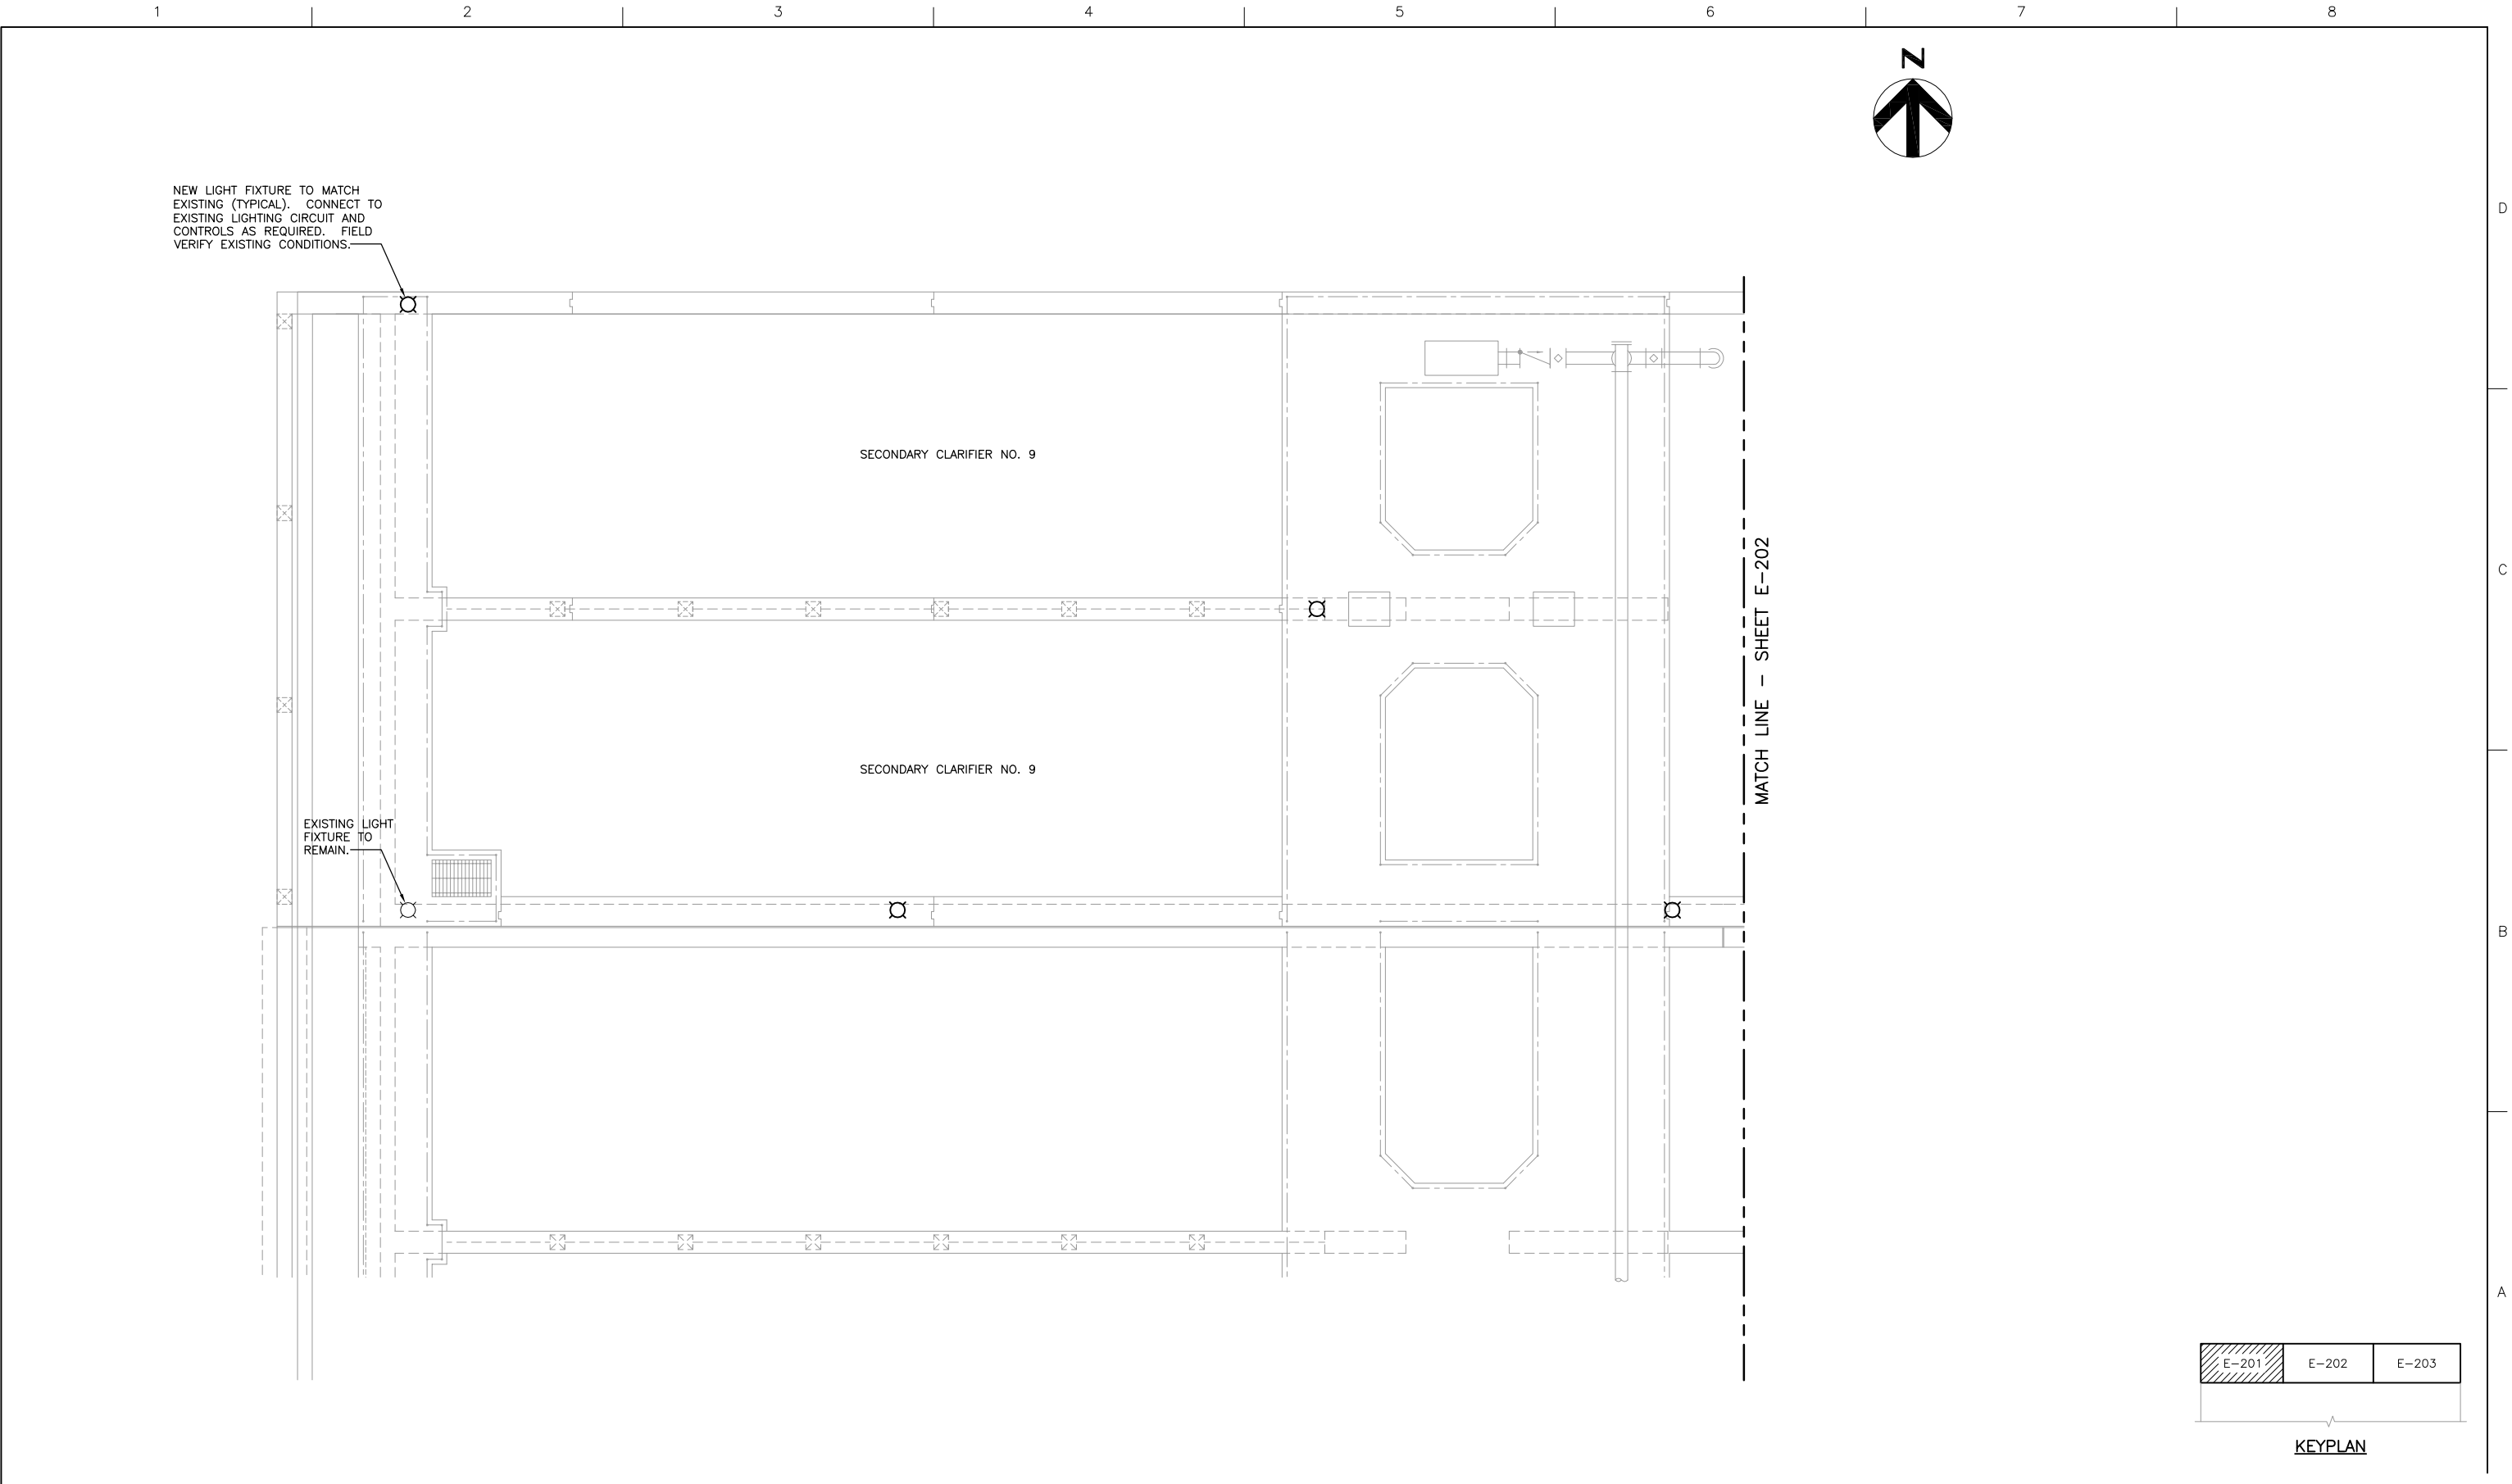 1 2 3 4 5 6 7 8
N
D
NEW LIGHT FIXTURE TO MATCH
EXISTING (TYPICAL).  CONNECT TO
EXISTING LIGHTING CIRCUIT AND
CONTROLS AS REQUIRED.  FIELD
VERIFY EXISTING CONDITIONS.
SECONDARY CLARIFIER NO. 9
C
MATCH LINE - SHEET E-202
SECONDARY CLARIFIER NO. 9
EXISTING LIGHT
FIXTURE TO
REMAIN.
B
A
E-201 E-202 E-203
KEYPLAN